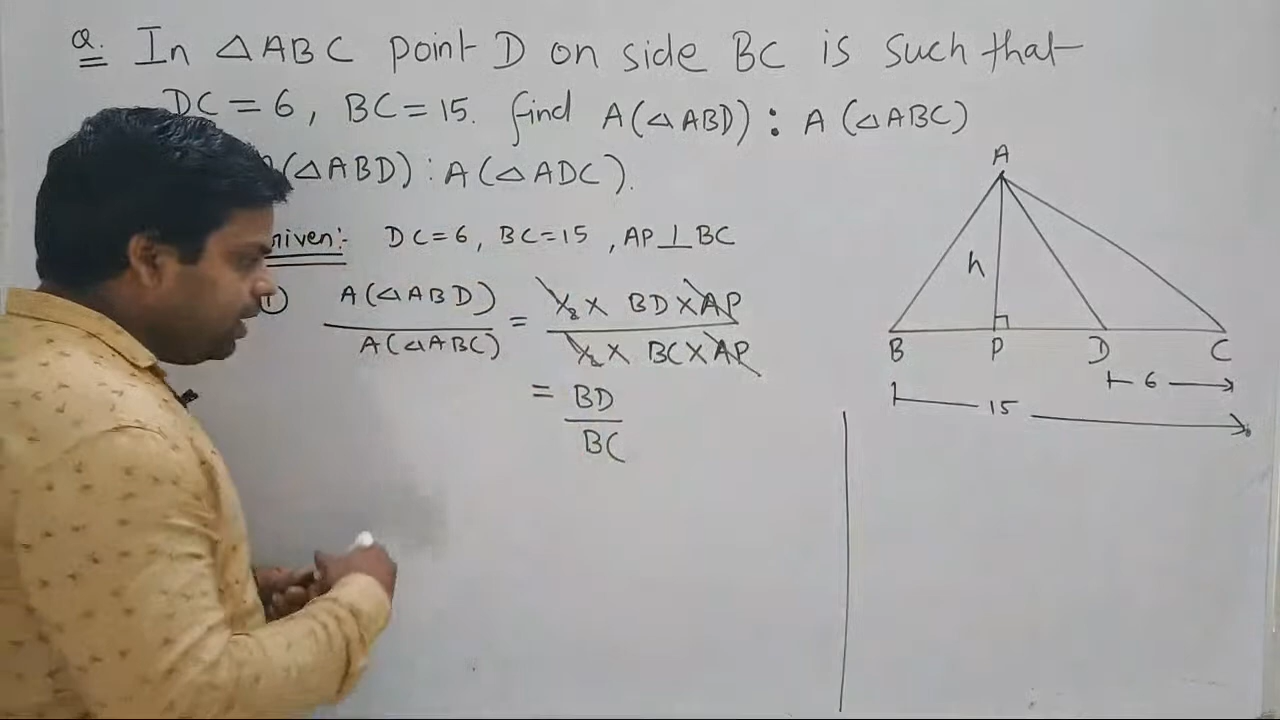 Q. In △ABC point D on side BC is such that
DC = 6, BC = 15. find A(△ABD) : A(△ABC)
A(△ABD) : A(△ADC).
Given:- DC=6, BC=15, AP⊥BC
① A(△ABD) = ½ × BD × AP
A(△ABC) ½ × BC × AP
= BD
BC
A
h
B P D C
6
15